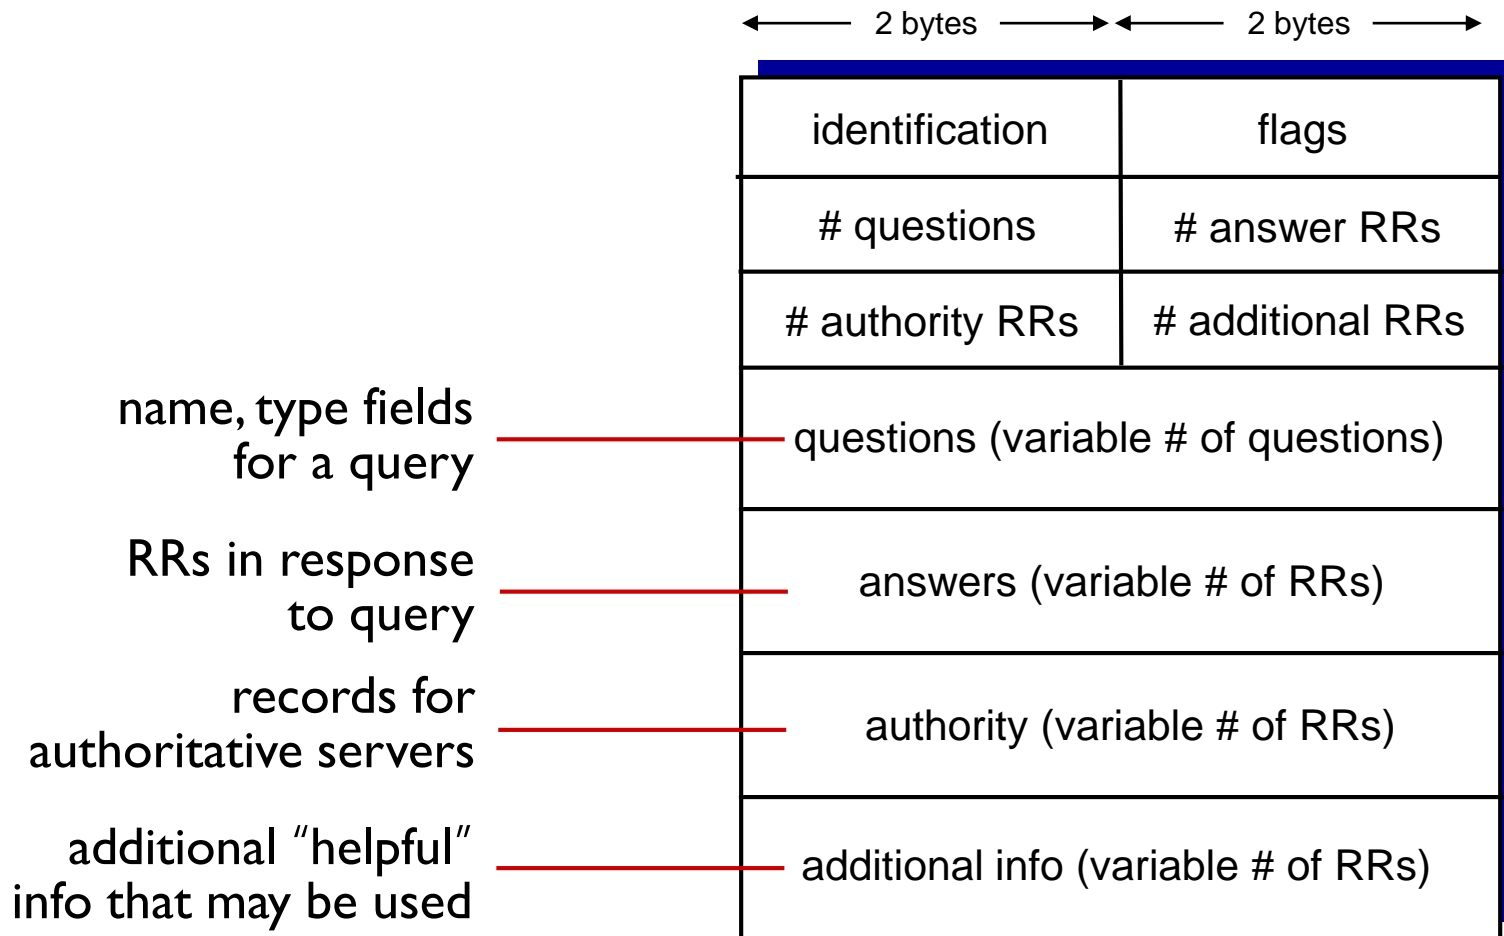 2 bytes 2 bytes
identification flags
# questions # answer RRs
# authority RRs # additional RRs
name, type fields
for a query
questions (variable # of questions)
RRs in response
to query
answers (variable # of RRs)
records for
authoritative servers
authority (variable # of RRs)
additional "helpful"
info that may be used
additional info (variable # of RRs)